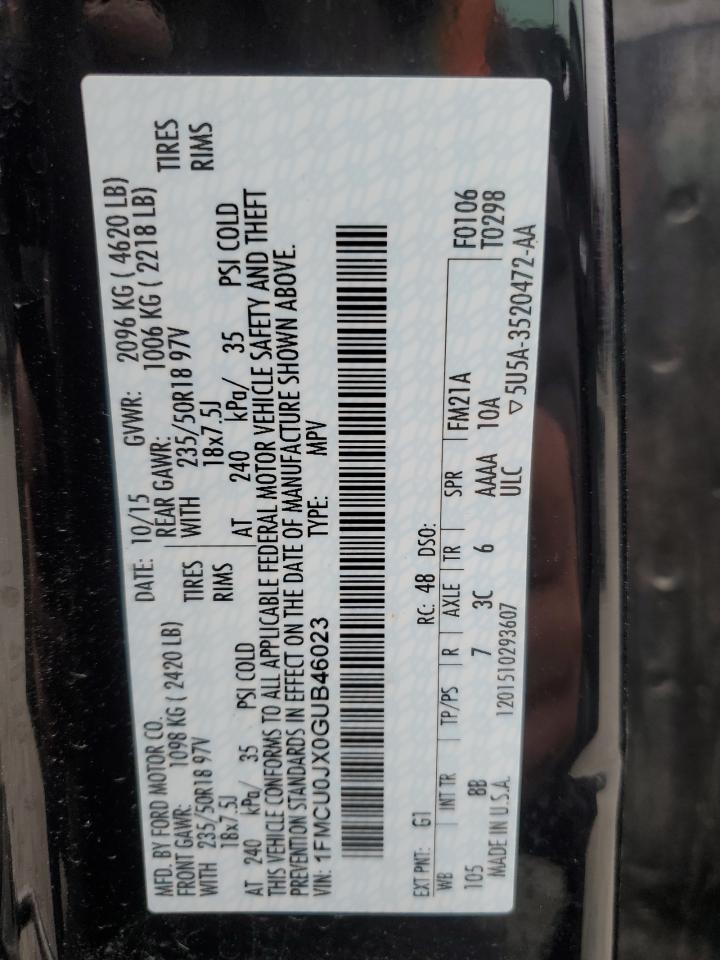 MFD. BY FORD MOTOR CO.
DATE: 10/15 GVWR: 2096 KG ( 4620 LB)
FRONT GAWR: 1098 KG ( 2420 LB)
REAR GAWR: 1006 KG ( 2218 LB)
WITH 235/50R18 97V TIRES
WITH 235/50R18 97V TIRES
18x7.5J RIMS
18x7.5J RIMS
AT 240 kPa/ 35 PSI COLD
AT 240 kPa/ 35 PSI COLD
THIS VEHICLE CONFORMS TO ALL APPLICABLE FEDERAL MOTOR VEHICLE SAFETY AND THEFT
PREVENTION STANDARDS IN EFFECT ON THE DATE OF MANUFACTURE SHOWN ABOVE.
VIN: 1FMCU0JX0GUB46023 TYPE: MPV
EXT PNT: G1 RC: 48 DSO:
WB INT TR TP/PS R AXLE TR SPR FM21A F0106
105 8B 7 3C 6 AAAA 10A T0298
MADE IN U.S.A. 1201510293607 ULC ▽5U5A-3520472-AA